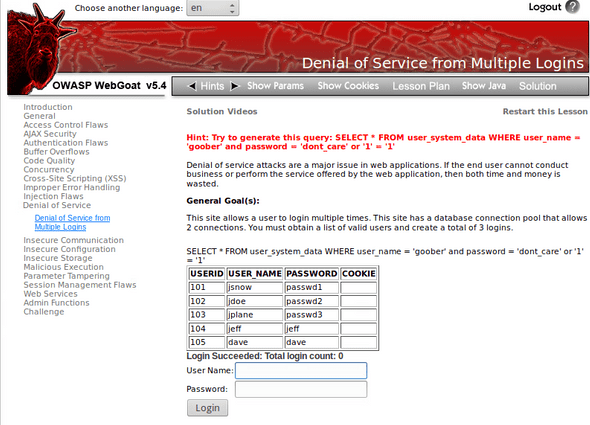 Choose another language: en
Logout ?
Denial of Service from Multiple Logins
OWASP WebGoat v5.4
Hints Show Params Show Cookies Lesson Plan Show Java Solution
Introduction
General
Access Control Flaws
AJAX Security
Authentication Flaws
Buffer Overflows
Code Quality
Concurrency
Cross-Site Scripting (XSS)
Improper Error Handling
Injection Flaws
Denial of Service
Denial of Service from
Multiple Logins
Insecure Communication
Insecure Configuration
Insecure Storage
Malicious Execution
Parameter Tampering
Session Management Flaws
Web Services
Admin Functions
Challenge
Solution Videos
Restart this Lesson
Hint: Try to generate this query: SELECT * FROM user_system_data WHERE user_name =
'goober' and password = 'dont_care' or '1' = '1'
Denial of service attacks are a major issue in web applications. If the end user cannot conduct
business or perform the service offered by the web application, then both time and money is
wasted.
General Goal(s):
This site allows a user to login multiple times. This site has a database connection pool that allows
2 connections. You must obtain a list of valid users and create a total of 3 logins.
SELECT * FROM user_system_data WHERE user_name = 'goober' and password = 'dont_care' or '1'
= '1'
USERID USER_NAME PASSWORD COOKIE
101 jsnow passwd1
102 jdoe passwd2
103 jplane passwd3
104 jeff jeff
105 dave dave
Login Succeeded: Total login count: 0
User Name:
Password:
Login